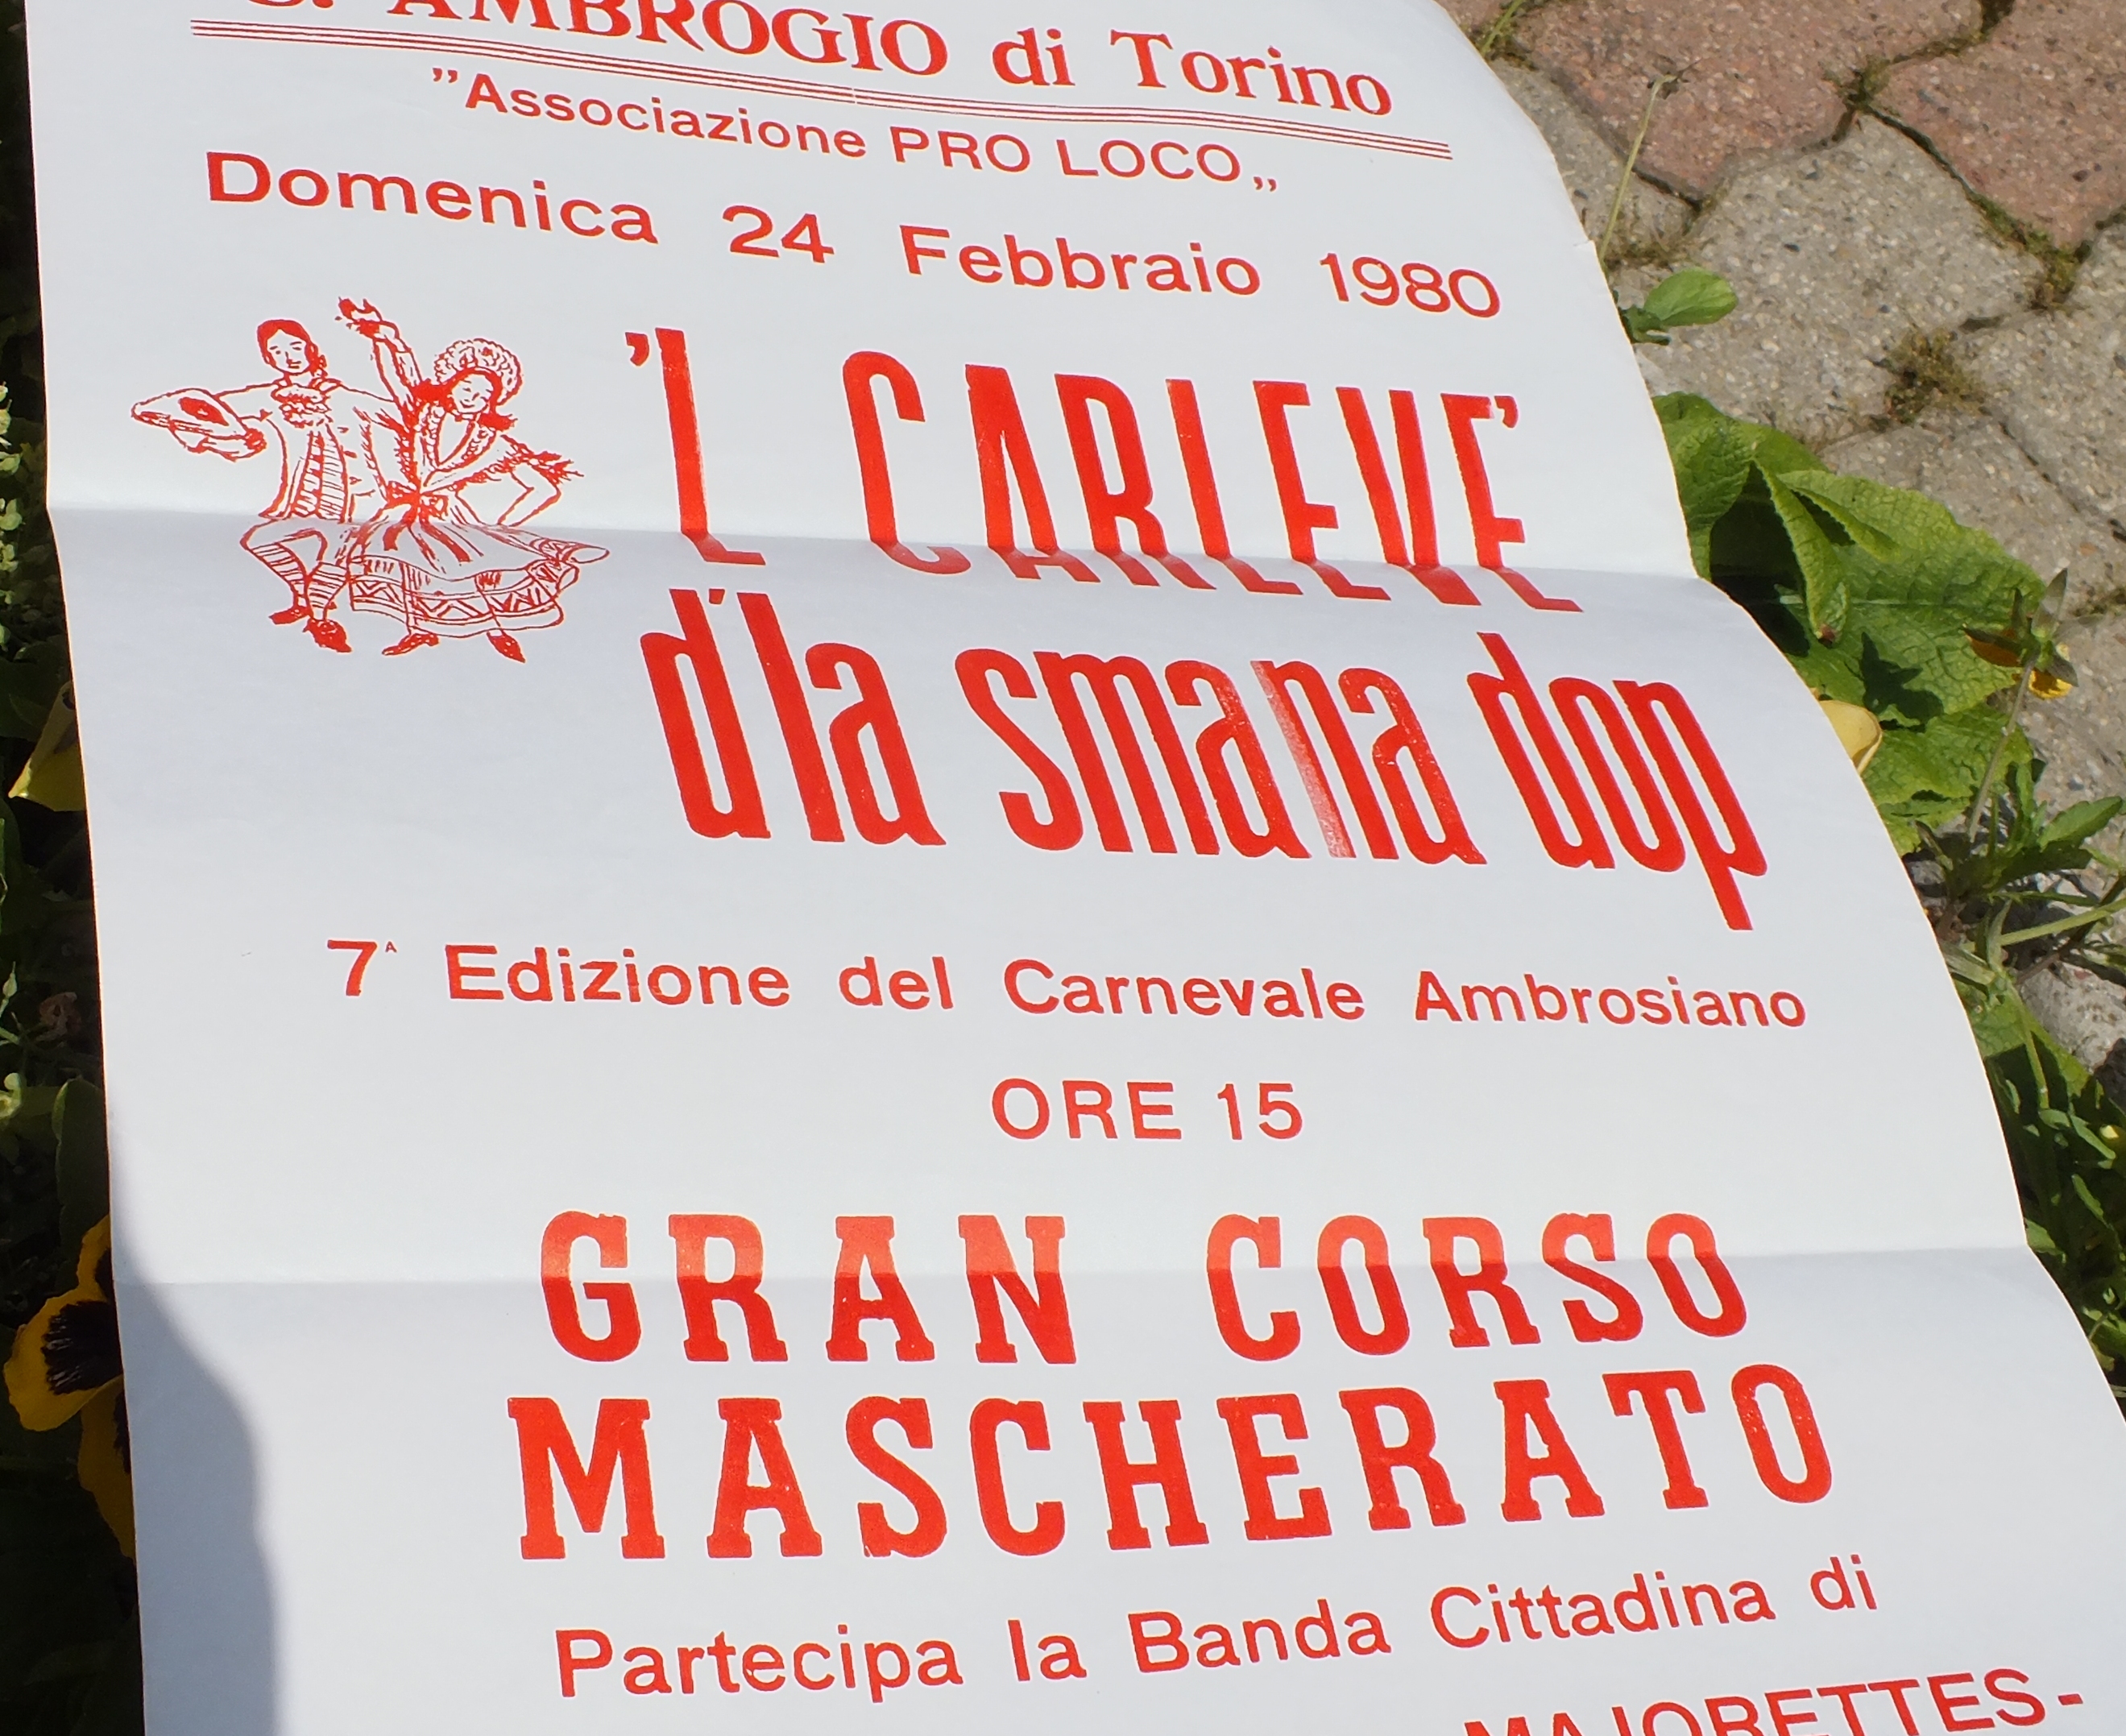 S. AMBROGIO di Torino
"Associazione PRO LOCO„
Domenica 24 Febbraio 1980
'L CARLEVE'
d'la smana dop
7ᴬ Edizione del Carnevale Ambrosiano
ORE 15
GRAN CORSO
MASCHERATO
Partecipa la Banda Cittadina di
MAJORETTES-